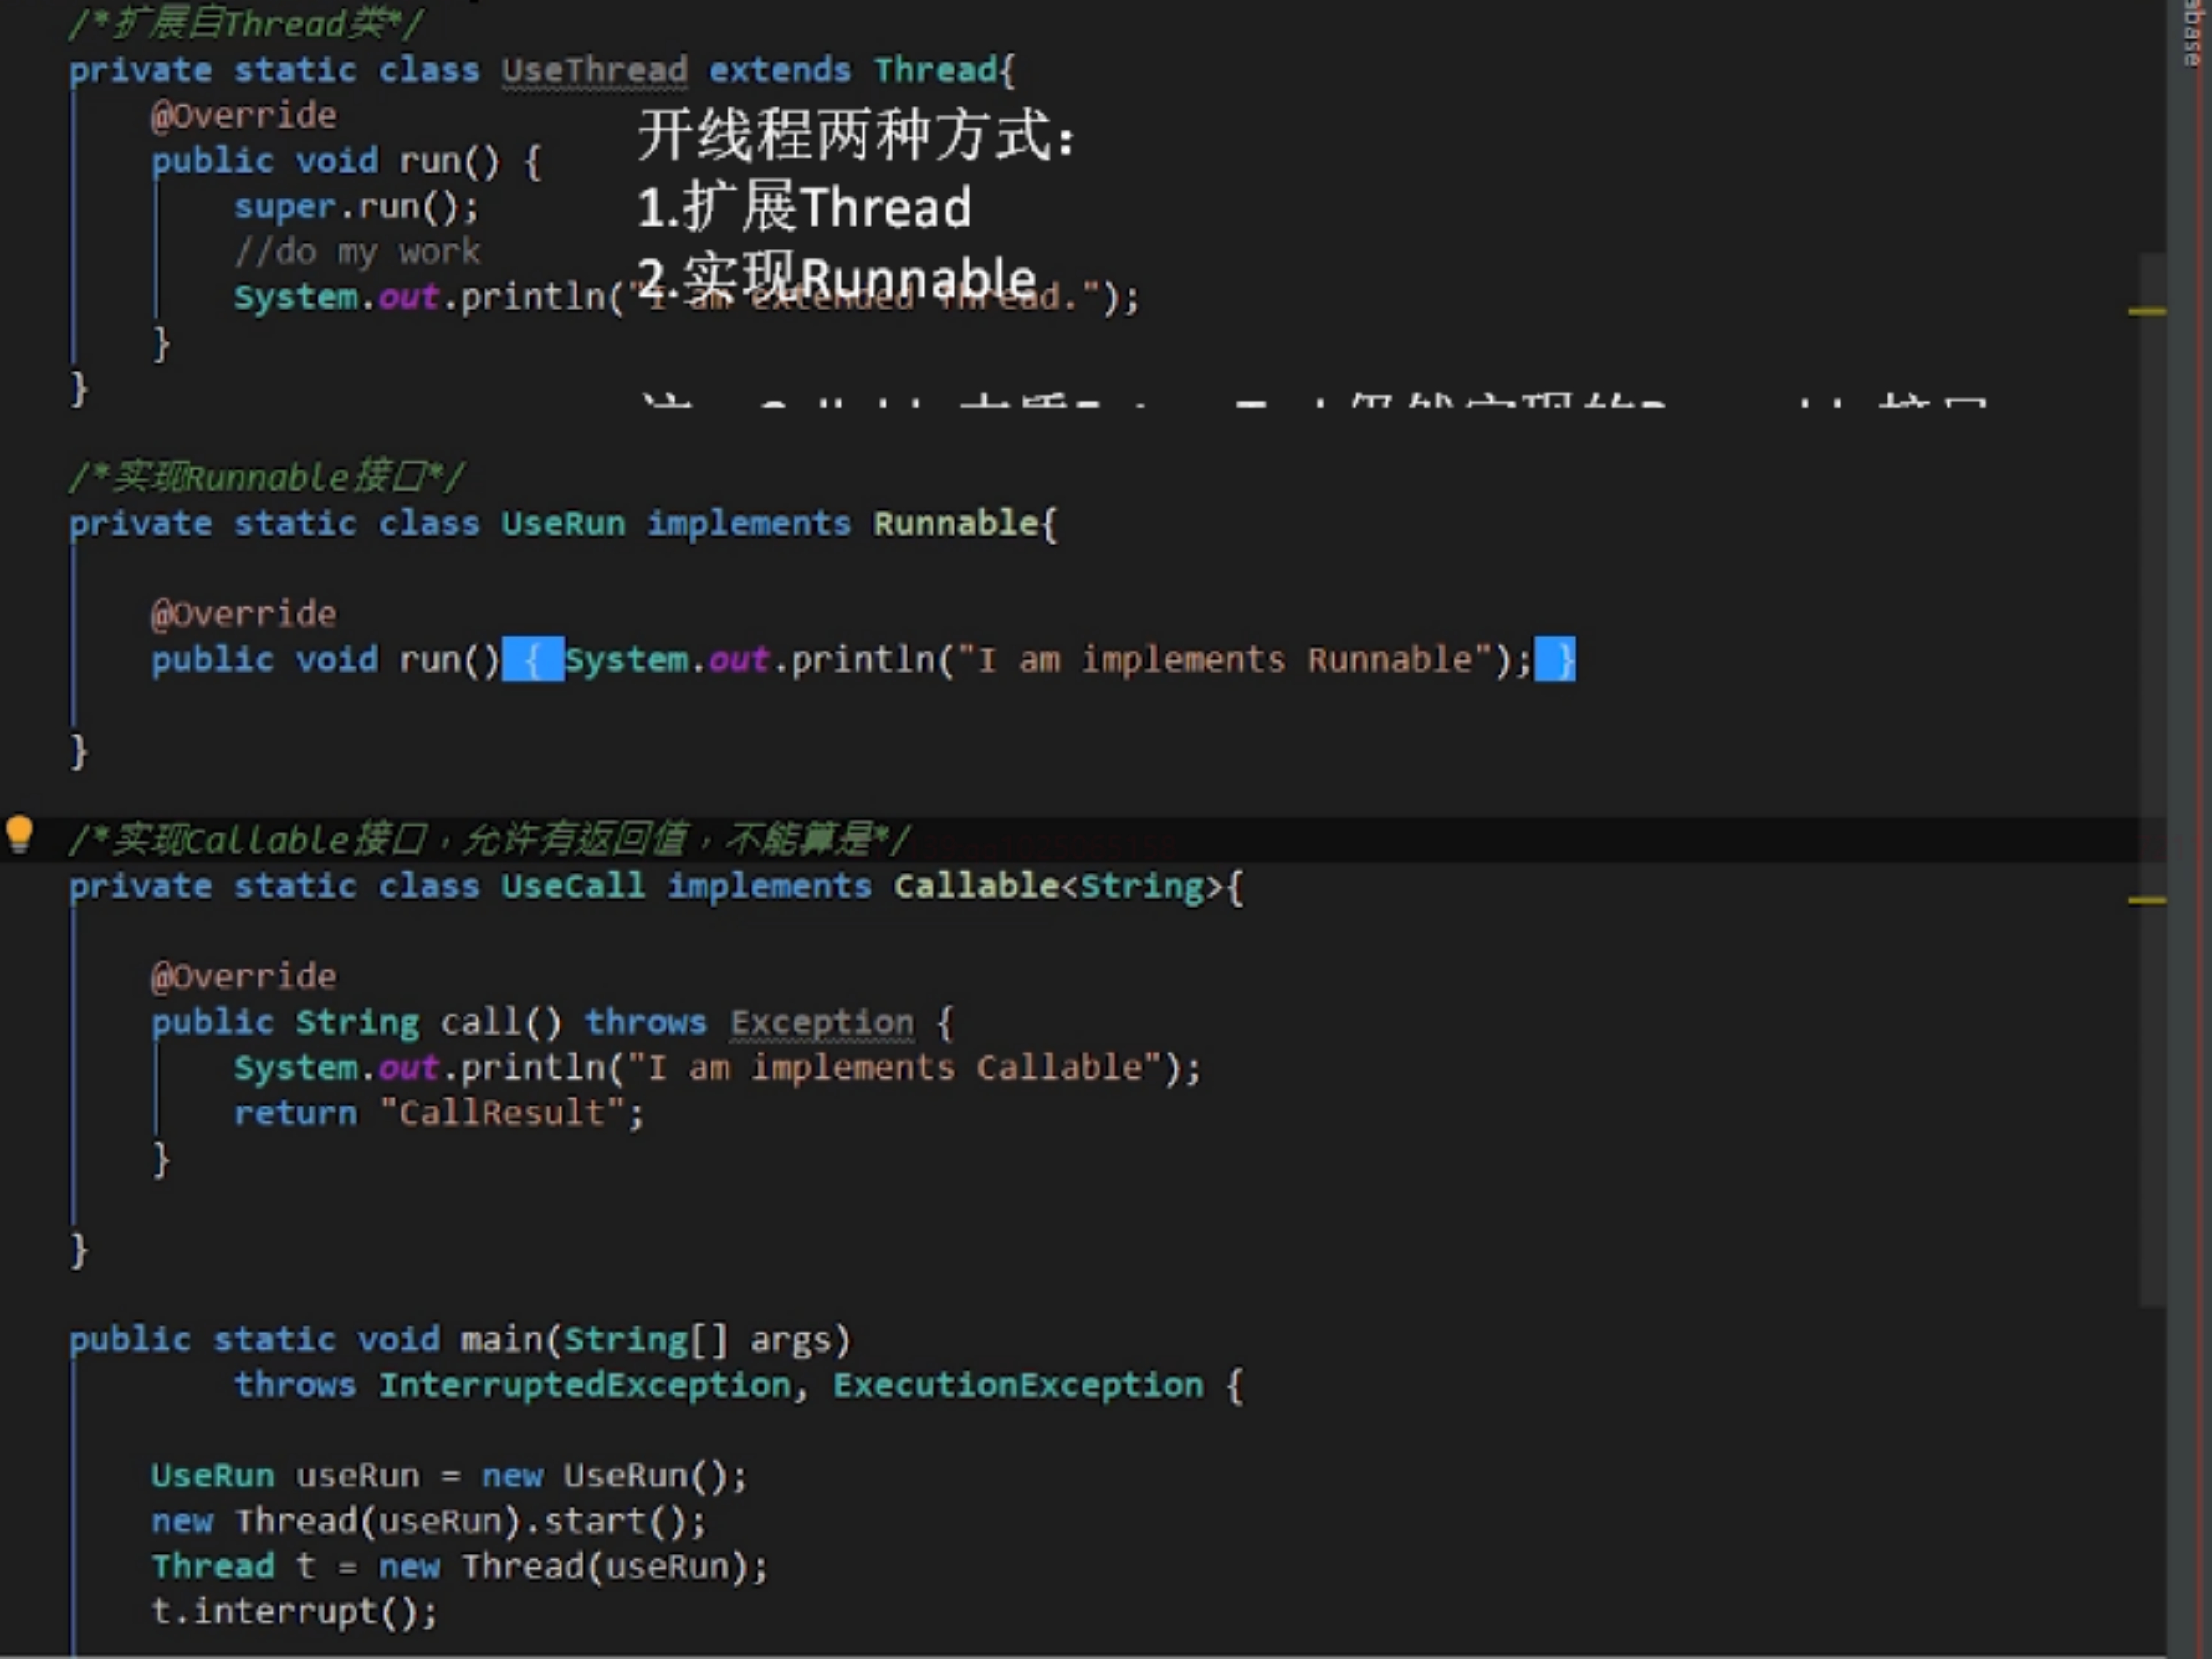 /*扩展自Thread类*/
private static class UseThread extends Thread{
@Override
public void run() {
super.run();
//do my work
System.out.println("I am extended Thread.");
}
}
开线程两种方式：
1.扩展Thread
2.实现Runnable
/*实现Runnable接口*/
private static class UseRun implements Runnable{
@Override
public void run() { System.out.println("I am implements Runnable"); }
}
/*实现Callable接口，允许有返回值，不能算是*/
private static class UseCall implements Callable<String>{
@Override
public String call() throws Exception {
System.out.println("I am implements Callable");
return "CallResult";
}
}
public static void main(String[] args)
throws InterruptedException, ExecutionException {
UseRun useRun = new UseRun();
new Thread(useRun).start();
Thread t = new Thread(useRun);
t.interrupt();